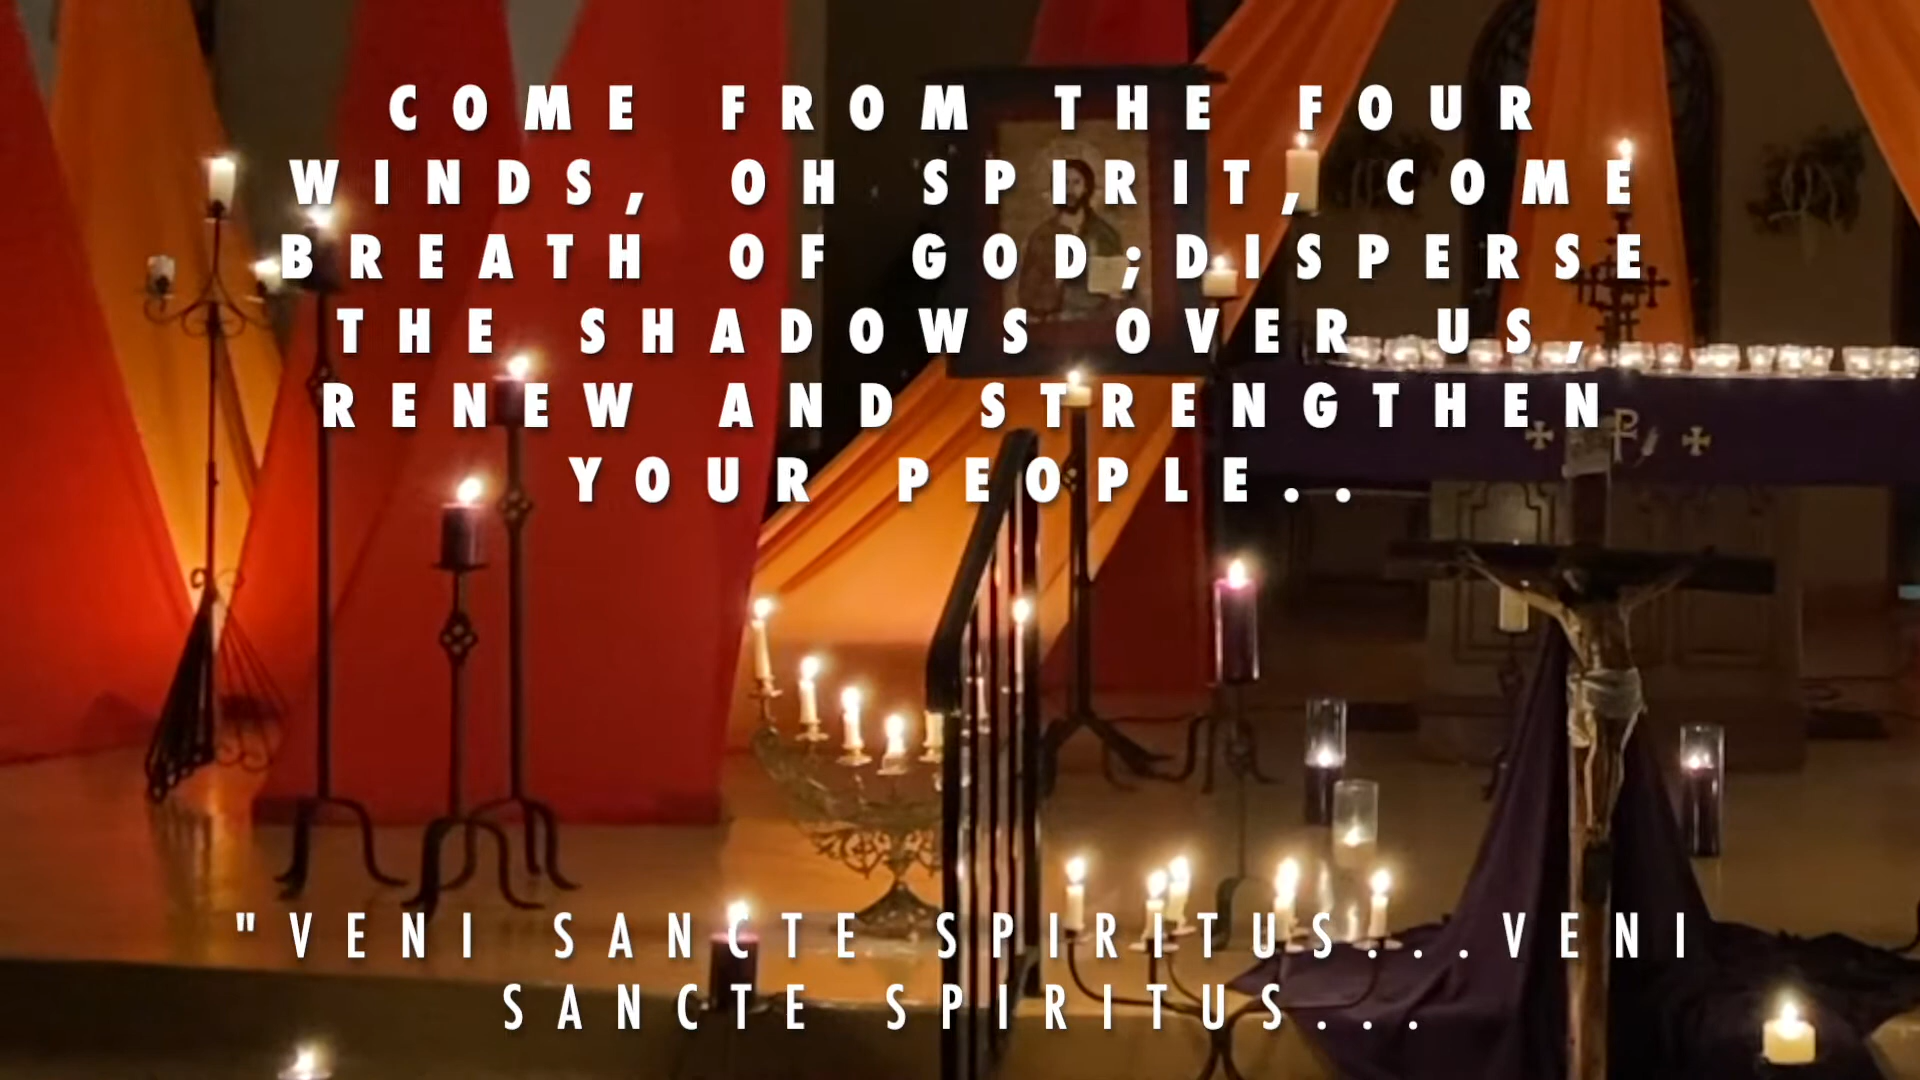 COME FROM THE FOUR
WINDS, OH SPIRIT, COME
BREATH OF GOD;DISPERSE
THE SHADOWS OVER US,
RENEW AND STRENGTHEN
YOUR PEOPLE..
"VENI SANCTE SPIRITUS...VENI
SANCTE SPIRITUS...